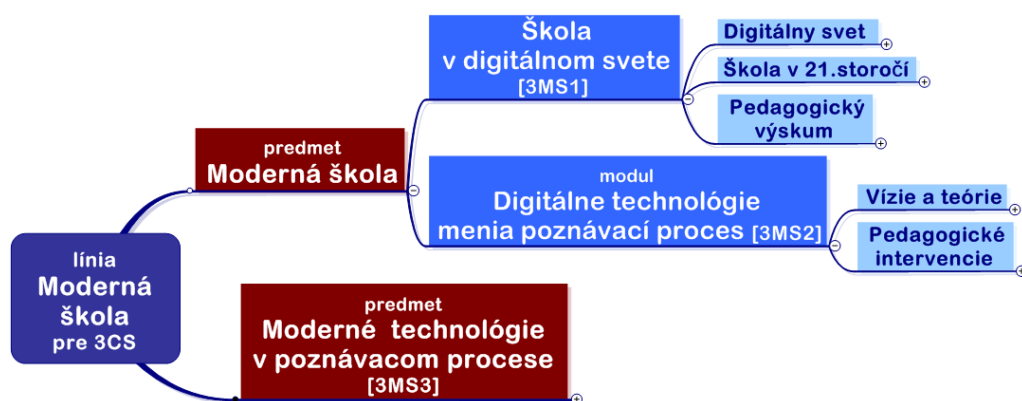 línia
Moderná
škola
pre 3CS
predmet
Moderná škola
Škola
v digitálnom svete
[3MS1]
Digitálny svet
Škola v 21.storočí
Pedagogický
výskum
modul
Digitálne technológie
menia poznávací proces [3MS2]
Vízie a teórie
Pedagogické
intervencie
predmet
Moderné technológie
v poznávacom procese
[3MS3]